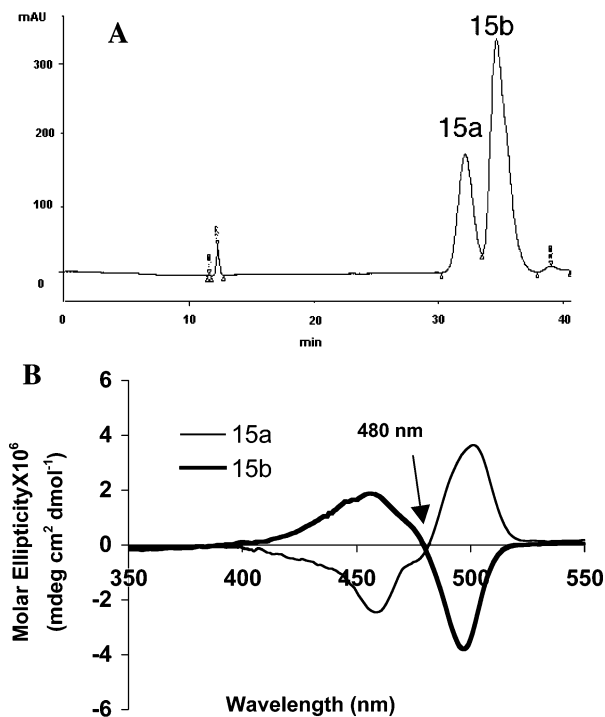 mAU
A
300
200
100
0
15a
15b
0
10
20
30
40
min
B
6
4
2
0
-2
-4
-6
15a
15b
480 nm
350
400
450
500
550
Molar EllipticityX10⁶
(mdeg cm² dmol⁻¹)
Wavelength (nm)